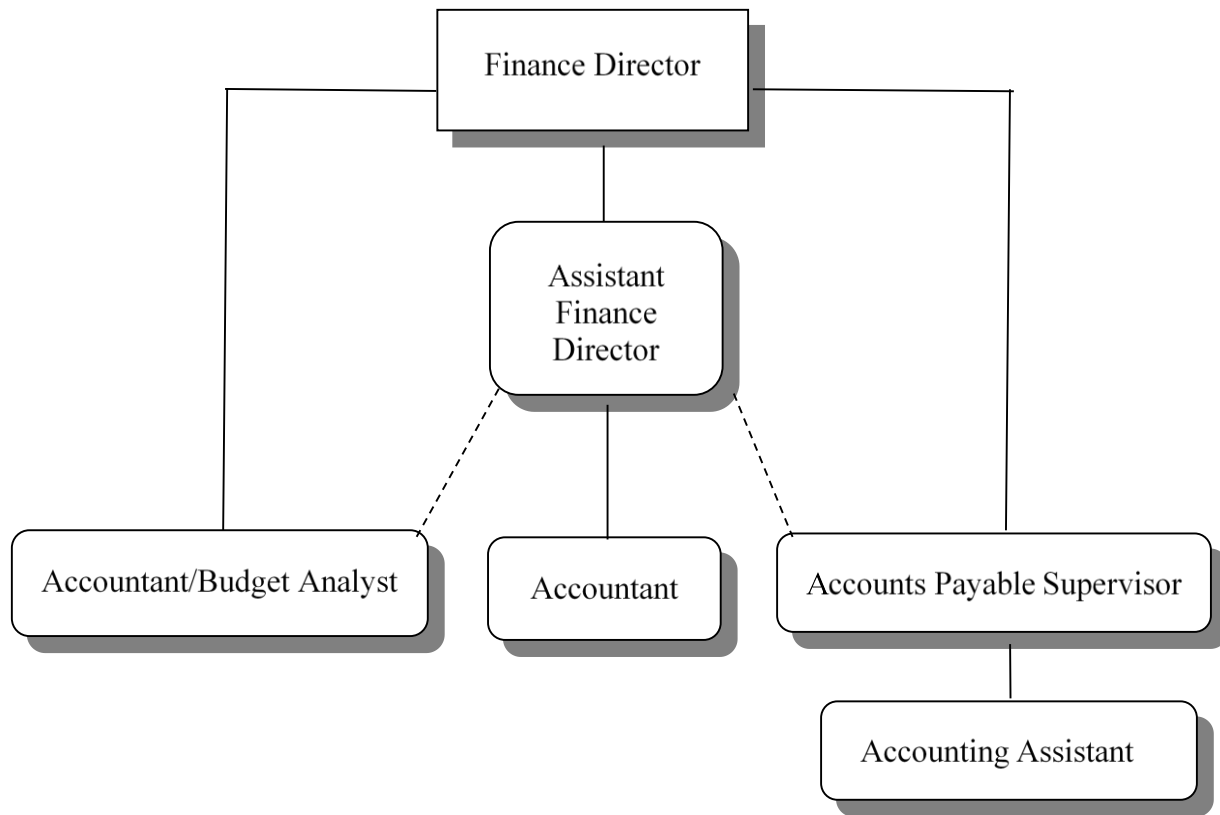 Finance Director
Assistant
Finance
Director
Accountant/Budget Analyst
Accountant
Accounts Payable Supervisor
Accounting Assistant